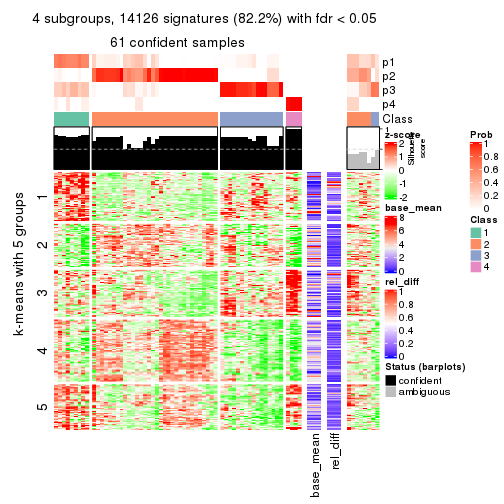 4 subgroups, 14126 signatures (82.2%) with fdr < 0.05
61 confident samples
p1
p2
p3
p4
Class
1
0
Silhouette
score
k-means with 5 groups
1
2
3
4
5
base_mean
rel_diff
z-score
2
1
0
-1
-2
base_mean
8
6
4
2
0
rel_diff
1
0.8
0.6
0.4
0.2
0
Status (barplots)
confident
ambiguous
Prob
1
0.8
0.6
0.4
0.2
0
Class
1
2
3
4